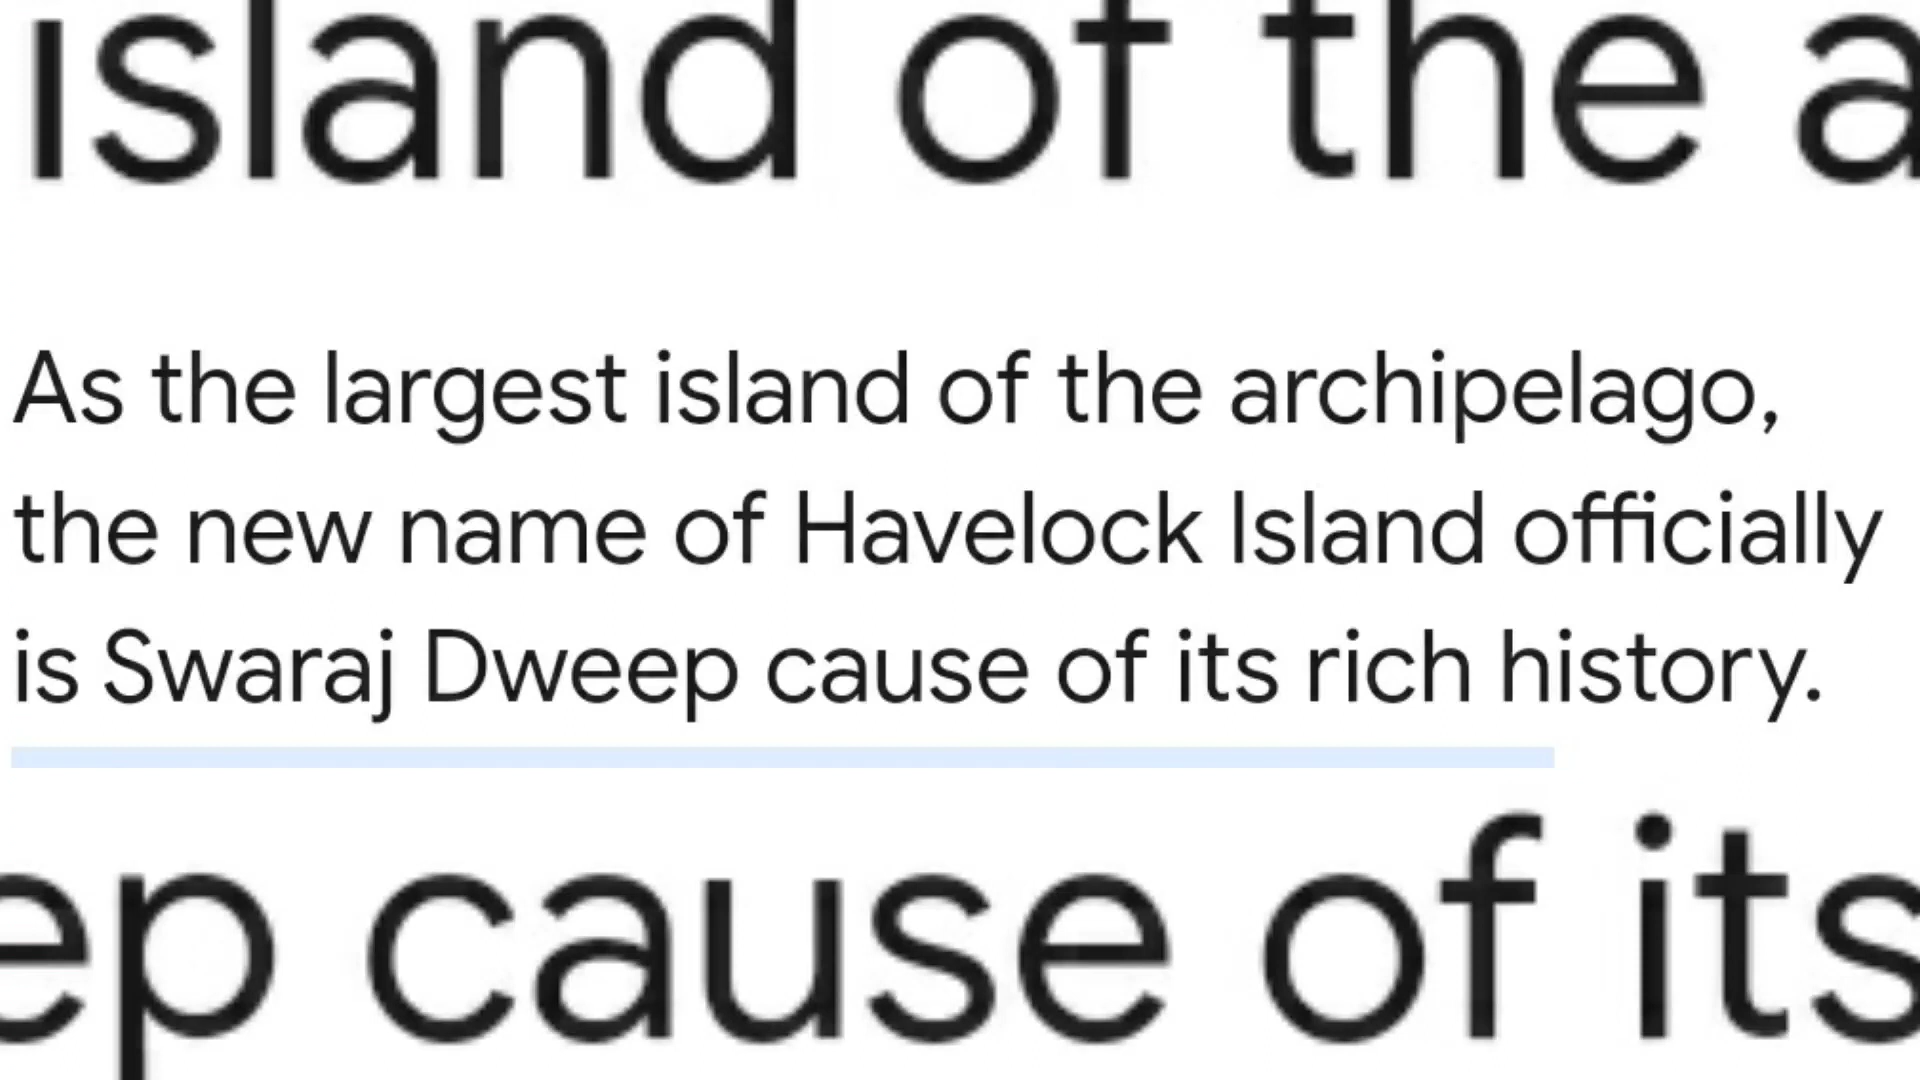 island of the a
As the largest island of the archipelago,
the new name of Havelock Island officially
is Swaraj Dweep cause of its rich history.
ep cause of its